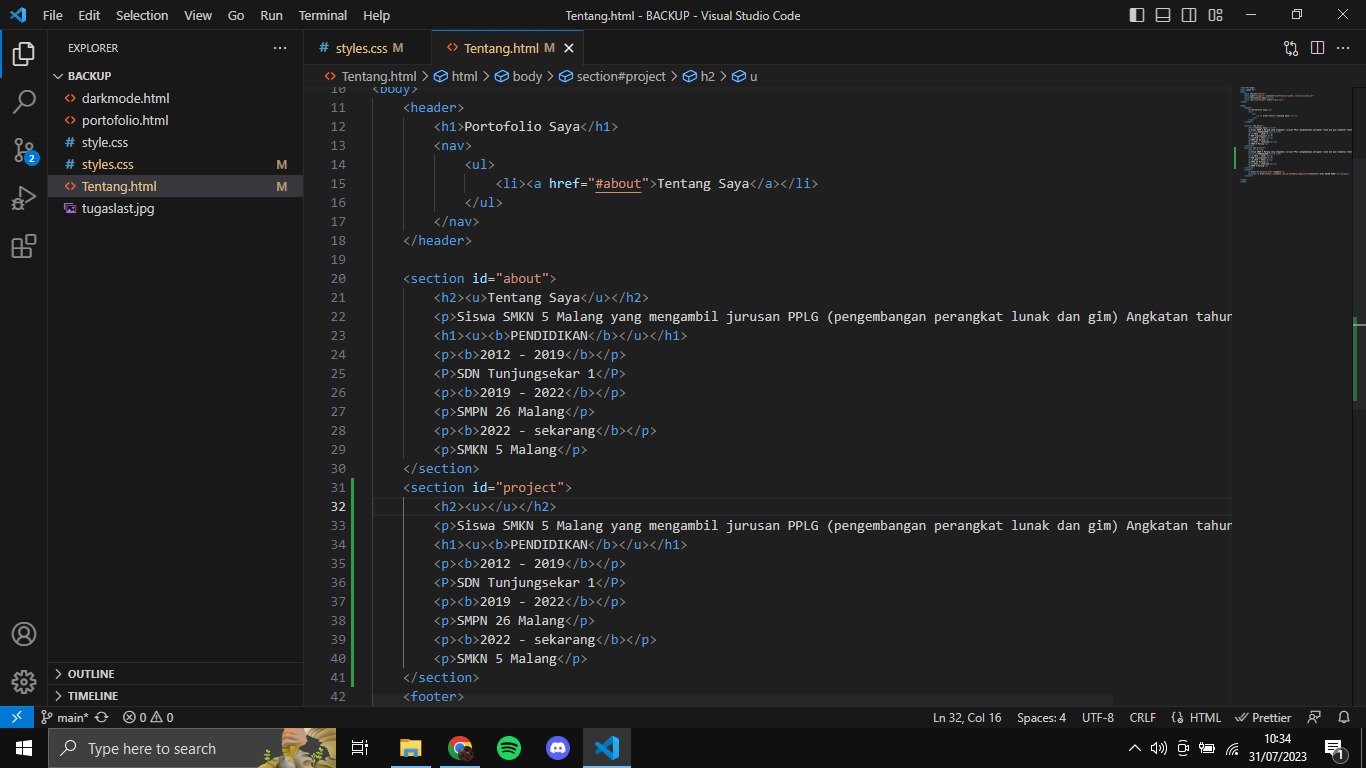 File Edit Selection View Go Run Terminal Help Tentang.html - BACKUP - Visual Studio Code
EXPLORER
BACKUP
darkmode.html
portofolio.html
style.css
styles.css M
Tentang.html M
tugaslast.jpg
OUTLINE
TIMELINE
2
styles.css M Tentang.html M
Tentang.html > html > body > section#project > h2 > u
10 <body>
11 <header>
12 <h1>Portofolio Saya</h1>
13 <nav>
14 <ul>
15 <li><a href="#about">Tentang Saya</a></li>
16 </ul>
17 </nav>
18 </header>
19
20 <section id="about">
21 <h2><u>Tentang Saya</u></h2>
22 <p>Siswa SMKN 5 Malang yang mengambil jurusan PPLG (pengembangan perangkat lunak dan gim) Angkatan tahun
23 <h1><u><b>PENDIDIKAN</b></u></h1>
24 <p><b>2012 - 2019</b></p>
25 <P>SDN Tunjungsekar 1</P>
26 <p><b>2019 - 2022</b></p>
27 <p>SMPN 26 Malang</p>
28 <p><b>2022 - sekarang</b></p>
29 <p>SMKN 5 Malang</p>
30 </section>
31 <section id="project">
32 <h2><u></u></h2>
33 <p>Siswa SMKN 5 Malang yang mengambil jurusan PPLG (pengembangan perangkat lunak dan gim) Angkatan tahun
34 <h1><u><b>PENDIDIKAN</b></u></h1>
35 <p><b>2012 - 2019</b></p>
36 <P>SDN Tunjungsekar 1</P>
37 <p><b>2019 - 2022</b></p>
38 <p>SMPN 26 Malang</p>
39 <p><b>2022 - sekarang</b></p>
40 <p>SMKN 5 Malang</p>
41 </section>
42 <footer>
main* 0 0 Ln 32, Col 16 Spaces: 4 UTF-8 CRLF HTML Prettier
Type here to search
10:34
31/07/2023
1